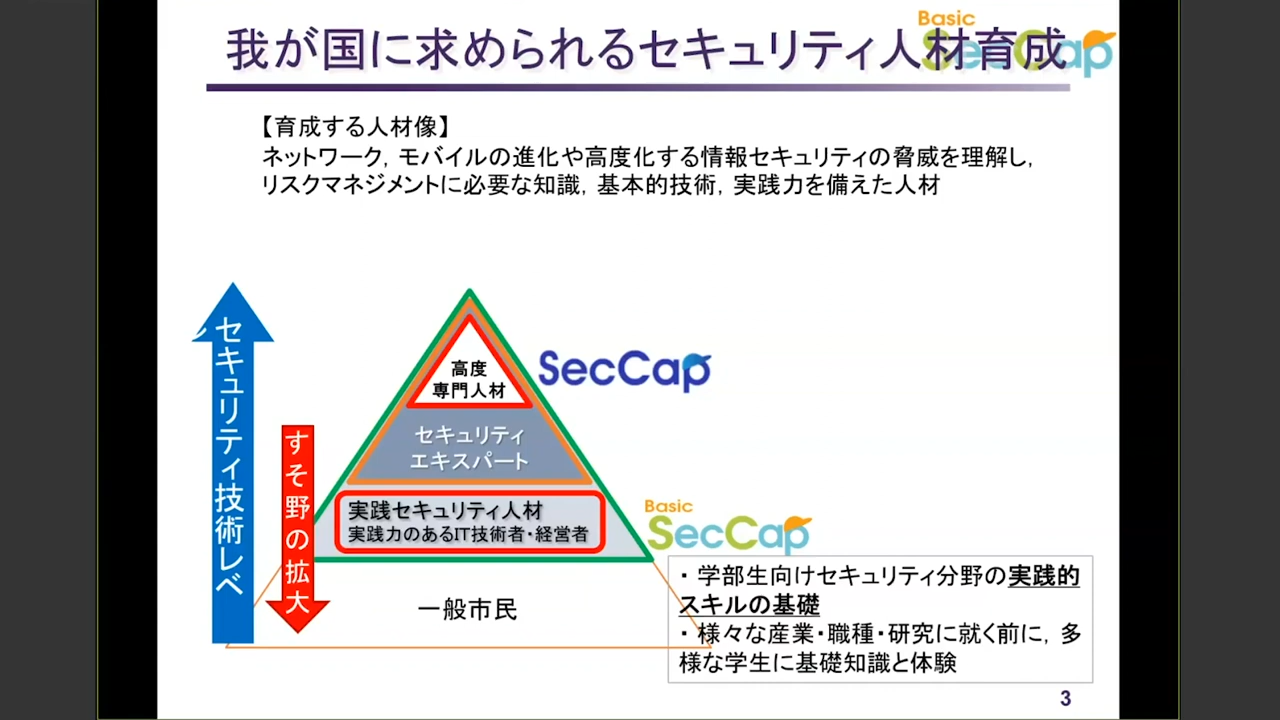 Basic
SecCap
我が国に求められるセキュリティ人材育成
【育成する人材像】
ネットワーク, モバイルの進化や高度化する情報セキュリティの脅威を理解し,
リスクマネジメントに必要な知識, 基本的技術, 実践力を備えた人材
セキュリティ技術レベ
すそ野の拡大
高度
専門人材
SecCap
セキュリティ
エキスパート
実践セキュリティ人材
実践力のあるIT技術者・経営者
Basic
SecCap
一般市民
・ 学部生向けセキュリティ分野の実践的
スキルの基礎
・ 様々な産業・職種・研究に就く前に, 多
様な学生に基礎知識と体験
3